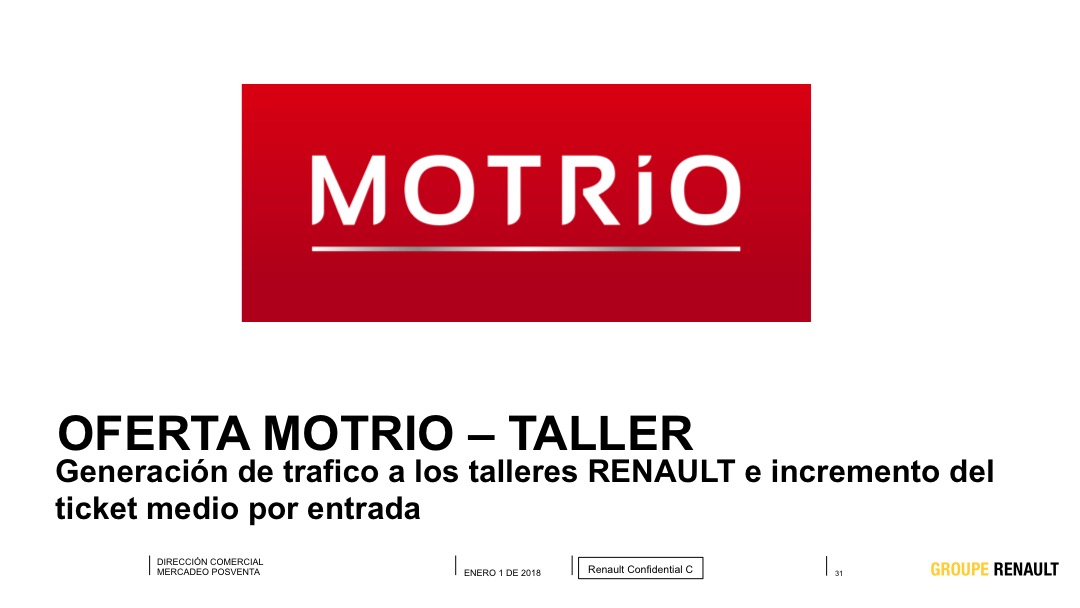 MOTRiO
OFERTA MOTRIO – TALLER
Generación de trafico a los talleres RENAULT e incremento del
ticket medio por entrada
DIRECCIÓN COMERCIAL
MERCADEO POSVENTA
ENERO 1 DE 2018
Renault Confidential C
31
GROUPE RENAULT